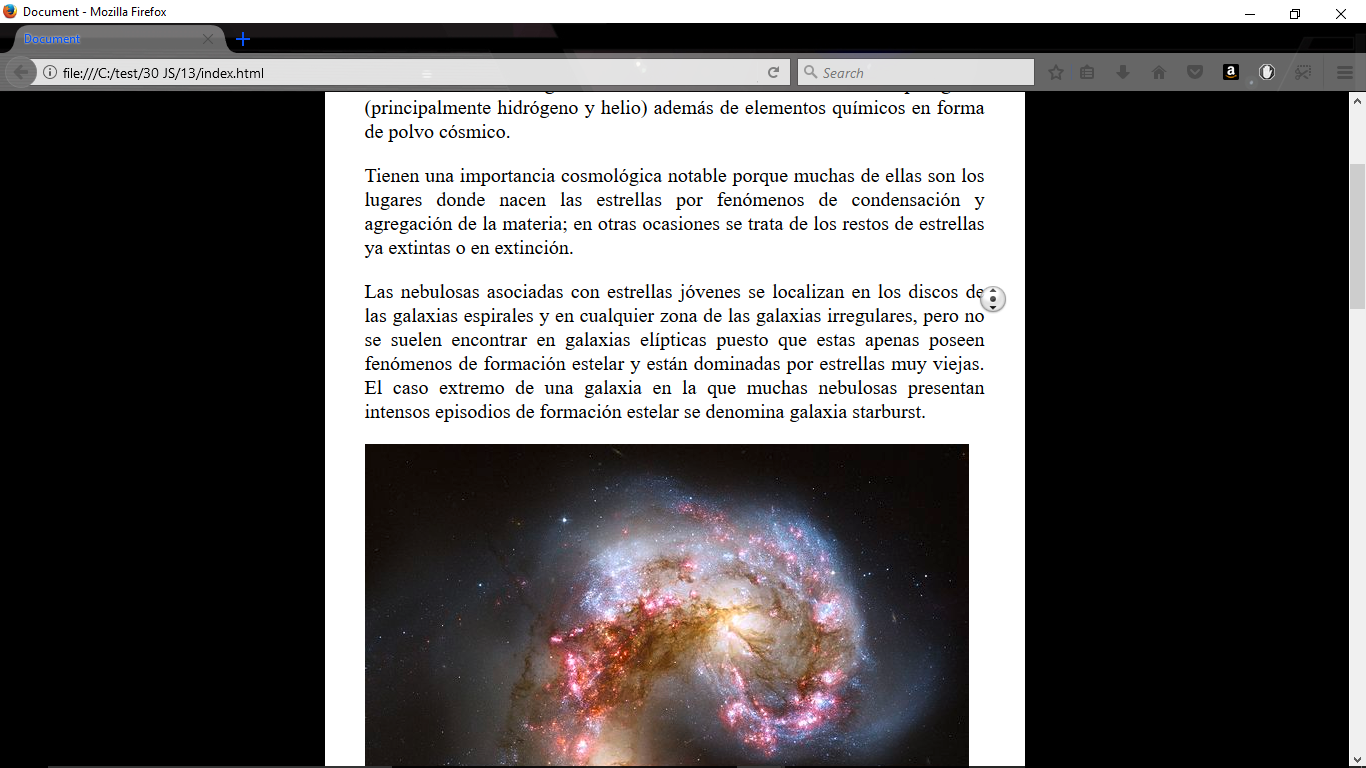 Document - Mozilla Firefox
Document
file:///C:/test/30 JS/13/index.html
Search
(principalmente hidrógeno y helio) además de elementos químicos en forma
de polvo cósmico.
Tienen una importancia cosmológica notable porque muchas de ellas son los
lugares donde nacen las estrellas por fenómenos de condensación y
agregación de la materia; en otras ocasiones se trata de los restos de estrellas
ya extintas o en extinción.
Las nebulosas asociadas con estrellas jóvenes se localizan en los discos de
las galaxias espirales y en cualquier zona de las galaxias irregulares, pero no
se suelen encontrar en galaxias elípticas puesto que estas apenas poseen
fenómenos de formación estelar y están dominadas por estrellas muy viejas.
El caso extremo de una galaxia en la que muchas nebulosas presentan
intensos episodios de formación estelar se denomina galaxia starburst.